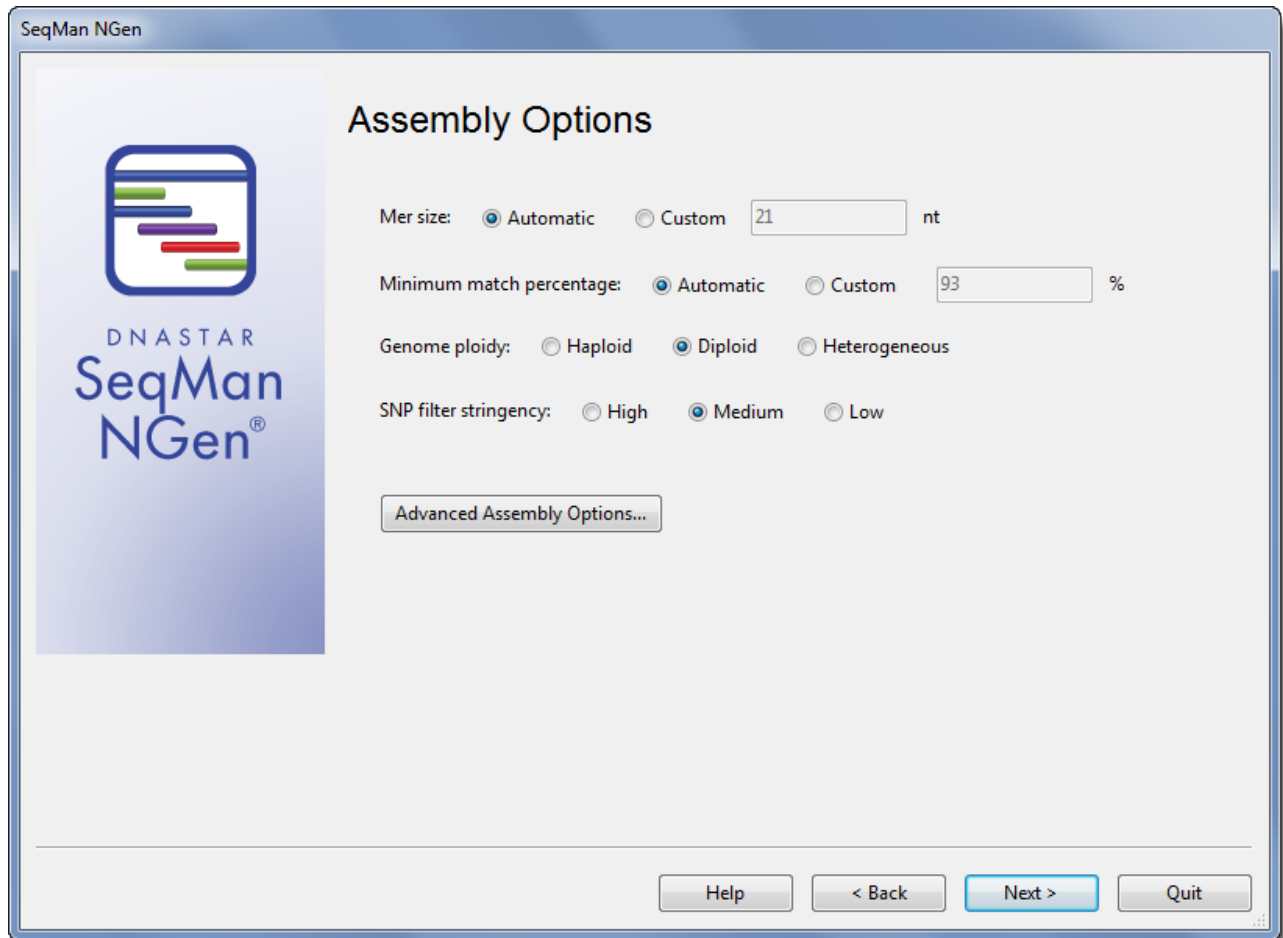 SeqMan NGen
DNASTAR
SeqMan
NGen®
Assembly Options
Mer size: Automatic Custom 21 nt
Minimum match percentage: Automatic Custom 93 %
Genome ploidy: Haploid Diploid Heterogeneous
SNP filter stringency: High Medium Low
Advanced Assembly Options...
Help < Back Next > Quit